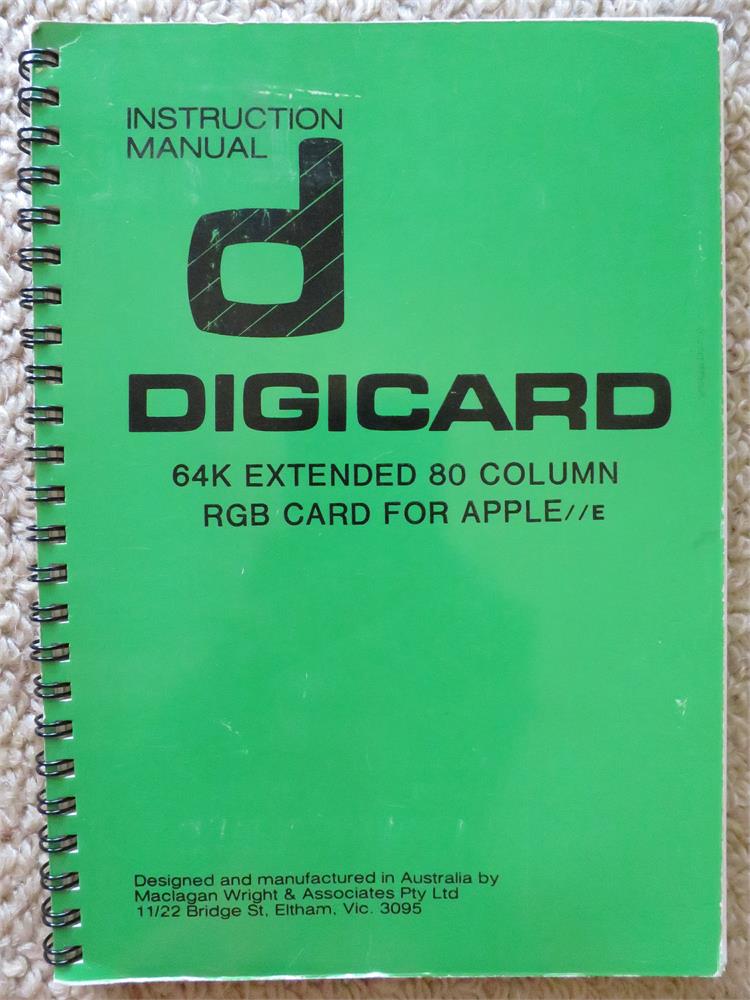 INSTRUCTION
MANUAL
d
DIGICARD
64K EXTENDED 80 COLUMN
RGB CARD FOR APPLE//E
Designed and manufactured in Australia by
Maclagan Wright & Associates Pty Ltd
11/22 Bridge St, Eltham, Vic. 3095